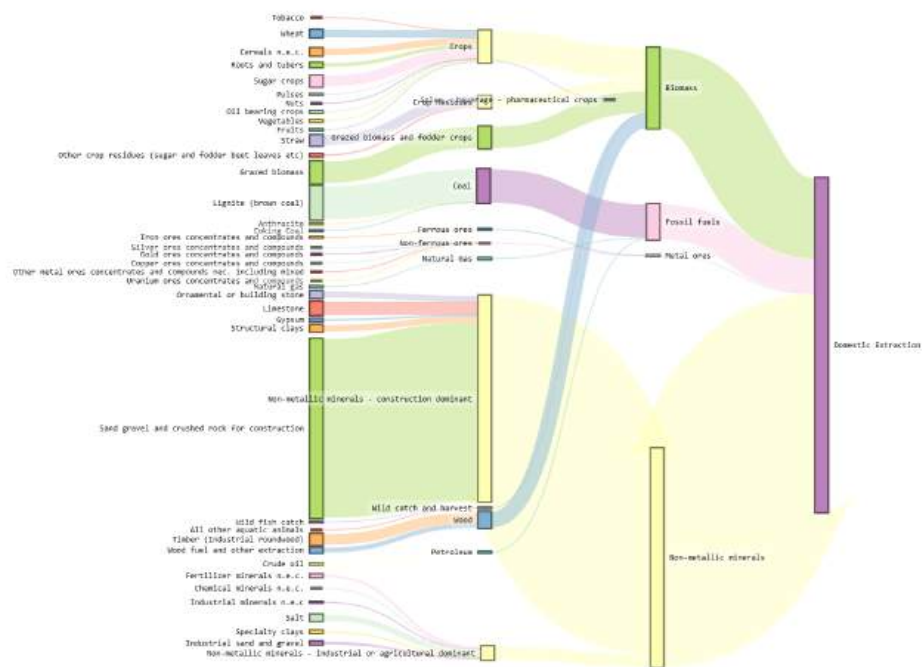 Tobacco
Wheat
Cereals n.e.c.
Roots and tubers
Sugar crops
Pulses
Nuts
Oil bearing crops
Vegetables
Fruits
Straw
Other crop residues (sugar and fodder beet leaves etc)
Grazed biomass
Lignite (brown coal)
Anthracite
Coking Coal
Iron ores concentrates and compounds
Silver ores concentrates and compounds
Gold ores concentrates and compounds
Copper ores concentrates and compounds
Other metal ores concentrates and compounds nec. including mixed
Uranium ores concentrates and compounds
Natural gas
Ornamental or building stone
Limestone
Gypsum
Structural clays
Sand gravel and crushed rock for construction
Wild fish catch
All other aquatic animals
Timber (Industrial roundwood)
Wood fuel and other extraction
Crude oil
Fertilizer minerals n.e.c.
Chemical minerals n.e.c.
Industrial minerals n.e.c
Salt
Specialty clays
Industrial sand and gravel
Crops
Crop Residues
beverage - pharmaceutical crops
Grazed biomass and fodder crops
Coal
Ferrous ores
Non-ferrous ores
Natural Gas
Non-metallic minerals - construction dominant
Wild catch and harvest
Wood
Petroleum
Non-metallic minerals - industrial or agricultural dominant
Biomass
Fossil fuels
Metal ores
Non-metallic minerals
Domestic Extraction